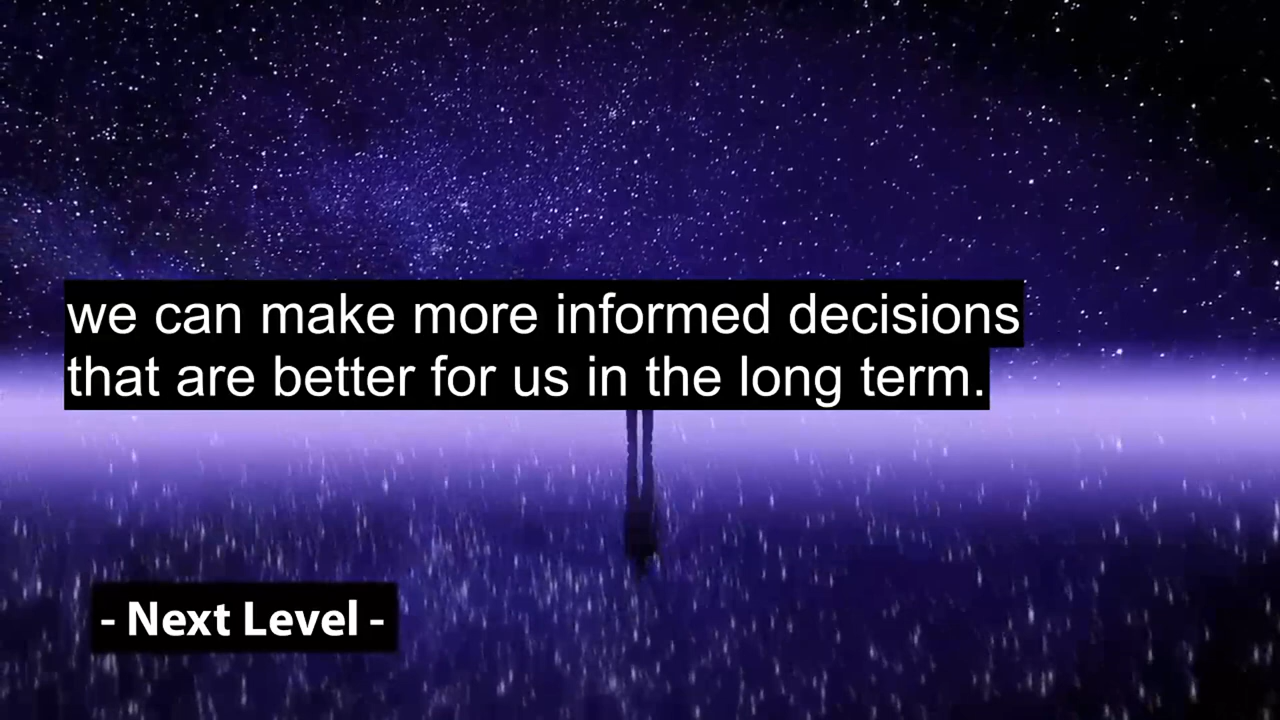 we can make more informed decisions
that are better for us in the long term.
- Next Level -